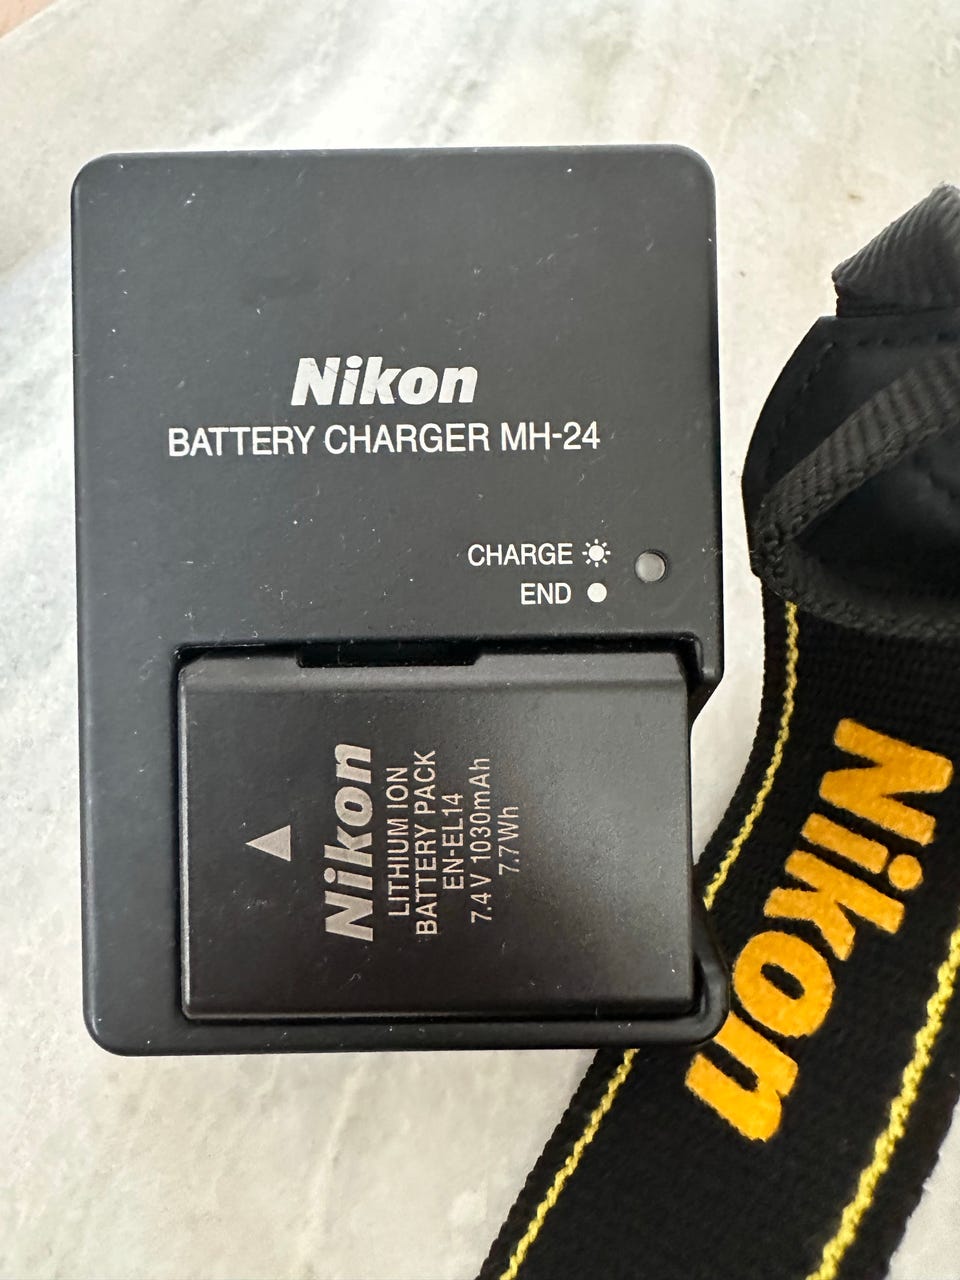 Nikon
BATTERY CHARGER MH-24
CHARGE
END
Nikon
LITHIUM ION
BATTERY PACK
EN-EL14
7.4 V 1030mAh
7.7Wh
Nikon